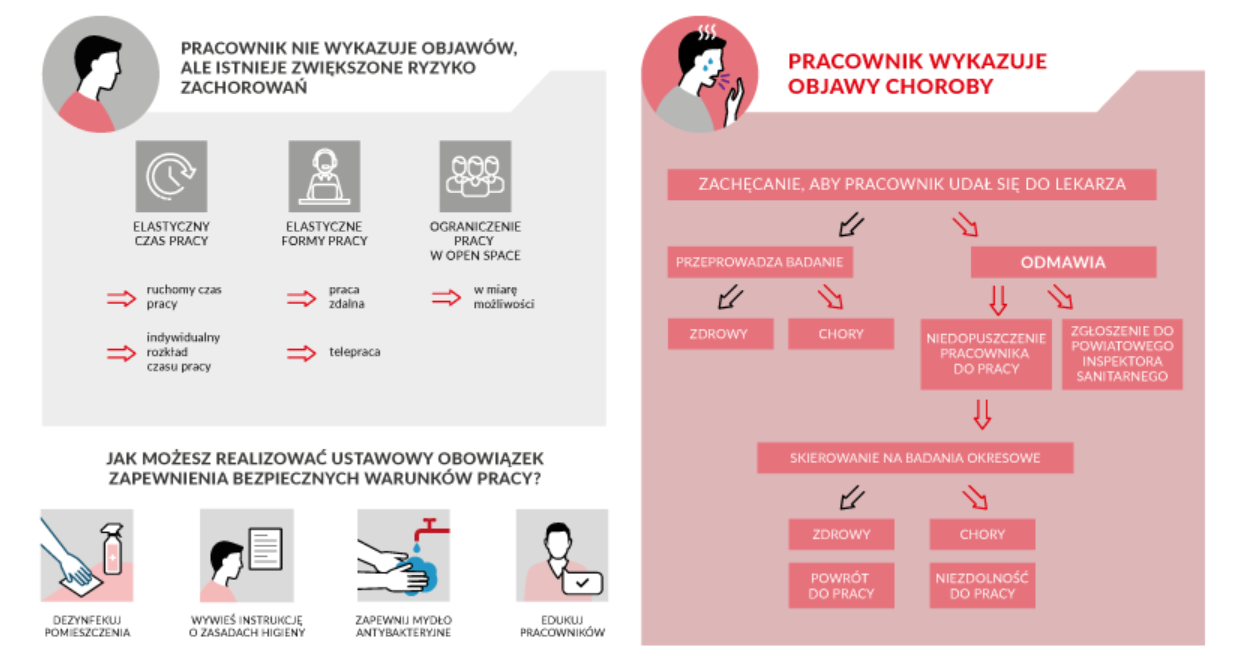 PRACOWNIK NIE WYKAZUJE OBJAWÓW,
ALE ISTNIEJE ZWIĘKSZONE RYZYKO
ZACHOROWAŃ
ELASTYCZNY
CZAS PRACY
ruchomy czas
pracy
indywidualny
rozkład
czasu pracy
ELASTYCZNE
FORMY PRACY
praca
zdalna
telepraca
OGRANICZENIE
PRACY
W OPEN SPACE
w miarę
możliwości
JAK MOŻESZ REALIZOWAĆ USTAWOWY OBOWIĄZEK
ZAPEWNIENIA BEZPIECZNYCH WARUNKÓW PRACY?
DEZYNFEKUJ
POMIESZCZENIA
WYWIEŚ INSTRUKCJĘ
O ZASADACH HIGIENY
ZAPEWNIJ MYDŁO
ANTYBAKTERYJNE
EDUKUJ
PRACOWNIKÓW
PRACOWNIK WYKAZUJE
OBJAWY CHOROBY
ZACHĘCANIE, ABY PRACOWNIK UDAŁ SIĘ DO LEKARZA
PRZEPROWADZA BADANIE
ODMAWIA
ZDROWY
CHORY
NIEDOPUSZCZENIE
PRACOWNIKA
DO PRACY
ZGŁOSZENIE DO
POWIATOWEGO
INSPEKTORA
SANITARNEGO
SKIEROWANIE NA BADANIA OKRESOWE
ZDROWY
CHORY
POWRÓT
DO PRACY
NIEZDOLNOŚĆ
DO PRACY